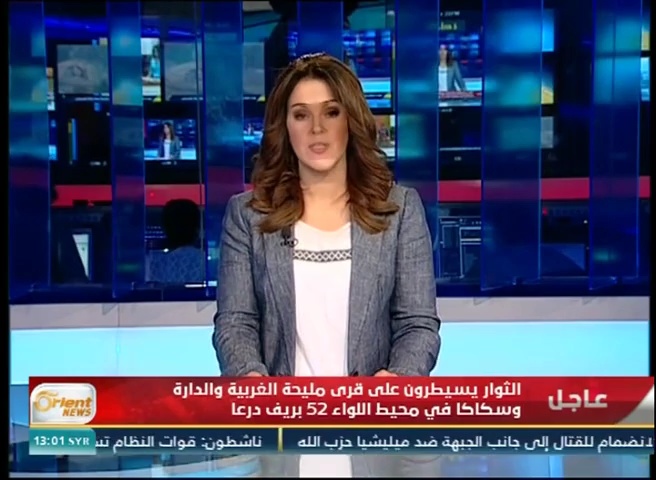 الثوار يسيطرون على قرى مليحة الغربية والدارة
وسكاكا في محيط اللواء 52 بريف درعا
عاجل
Orient
NEWS
13:01 SYR
لانضمام للقتال إلى جانب الجبهة ضد ميليشيا حزب الله
ناشطون: قوات النظام